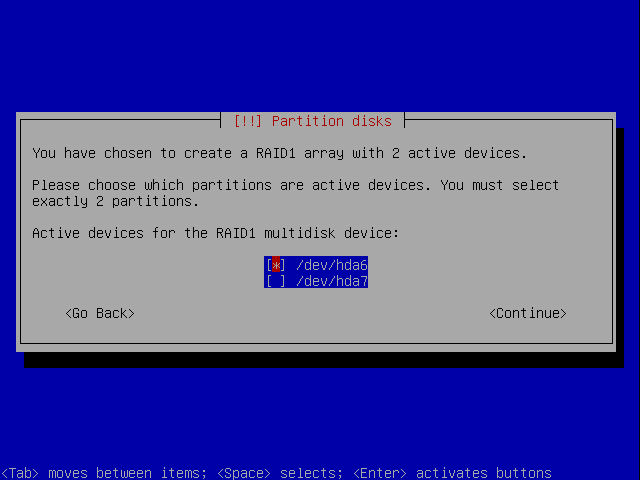 [!!] Partition disks
You have chosen to create a RAID1 array with 2 active devices.
Please choose which partitions are active devices. You must select
exactly 2 partitions.
Active devices for the RAID1 multidisk device:
[*] /dev/hda6
[ ] /dev/hda7
<Go Back> <Continue>
<Tab> moves between items; <Space> selects; <Enter> activates buttons